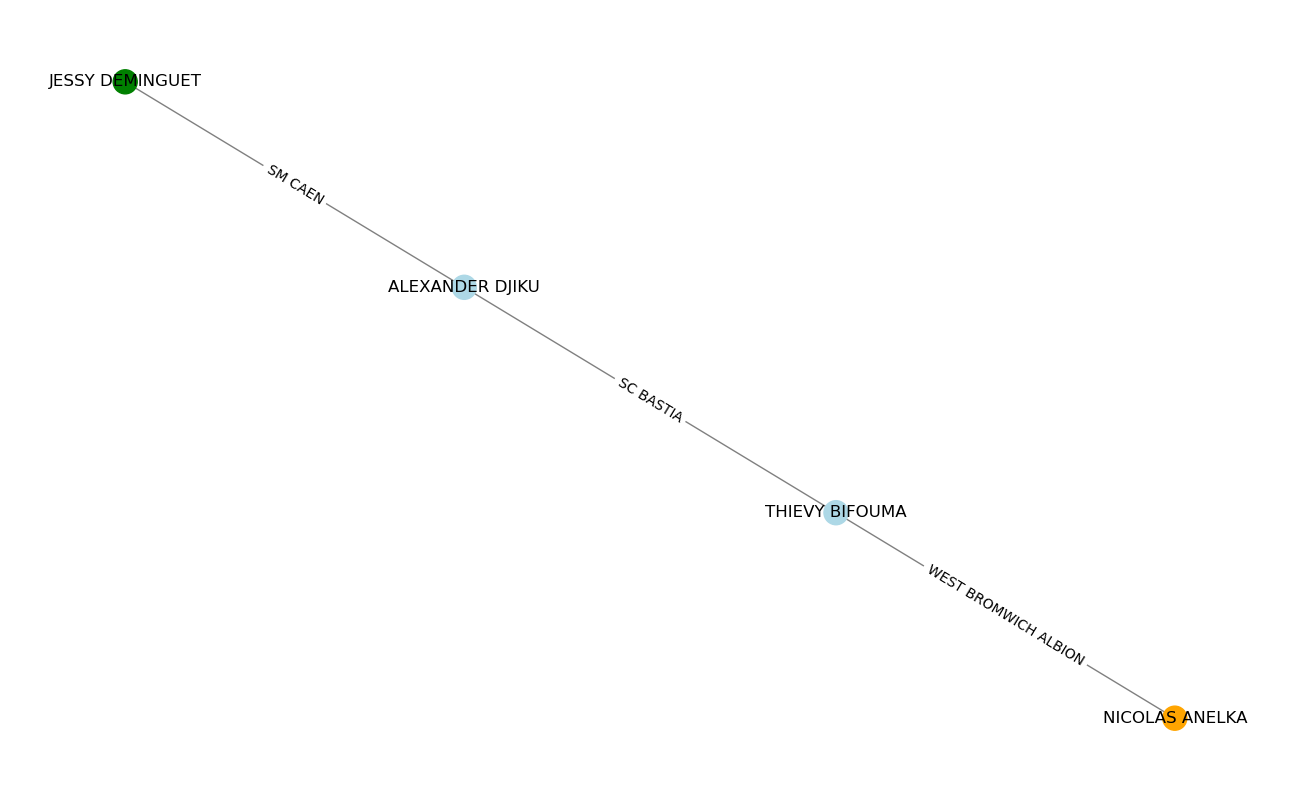 JESSY DEMINGUET
SM CAEN
ALEXANDER DJIKU
SC BASTIA
THIEVY BIFOUMA
WEST BROMWICH ALBION
NICOLAS ANELKA